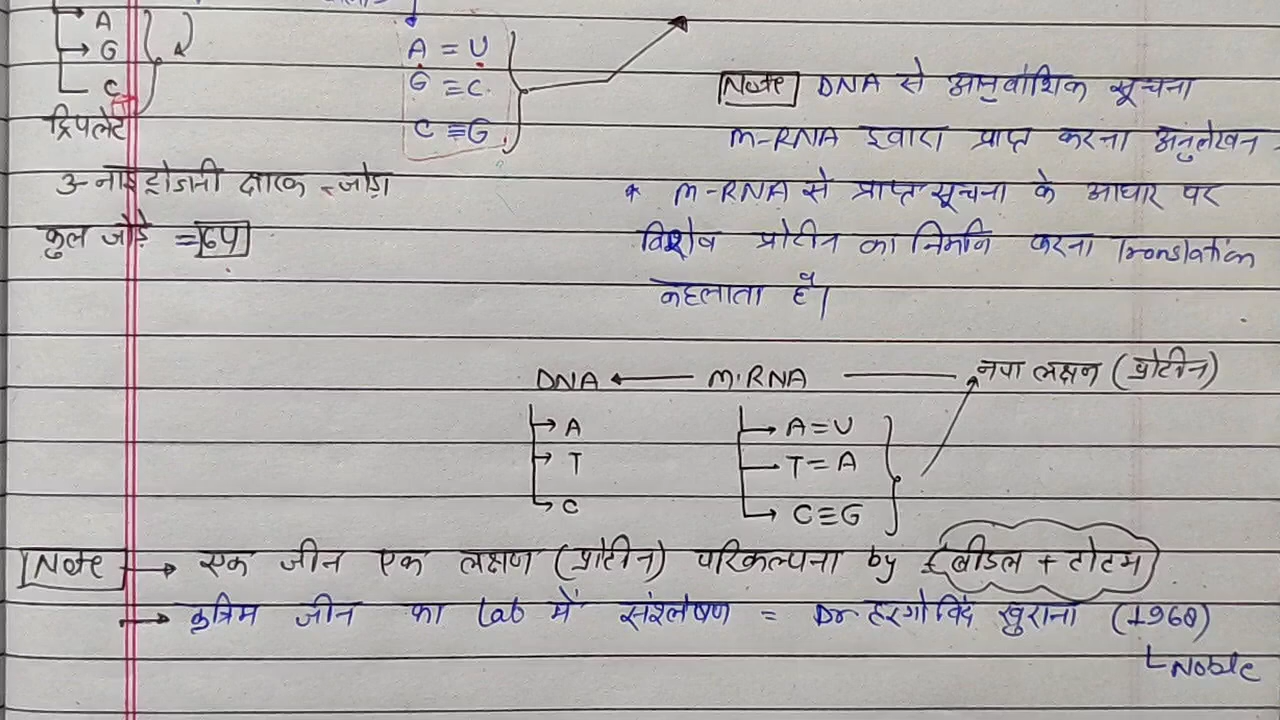 A
A = U
G
G ≡ C
C
C ≡ G
Note DNA से आनुवांशिक सूचना
m-RNA द्वारा प्राप्त करना अनुलेखन -
ट्रिपलेट
3-नाइट्रोजनी क्षारक -जोड़ा
* m-RNA से प्राप्त सूचना के आधार पर
कुल जोड़े = 64
विशेष प्रोटीन का निर्माण करना Translation
कहलाता है।
DNA ← m.RNA → नया लक्षन (प्रोटीन)
→ A → A = U
→ T → T = A
→ C → C ≡ G
Note → एक जीन एक लक्षण (प्रोटीन) परिकल्पना by (बीडल + टोटम)
→ कृत्रिम जीन का lab में संश्लेषण = Dr हरगोविंद खुराना (1968)
Noble